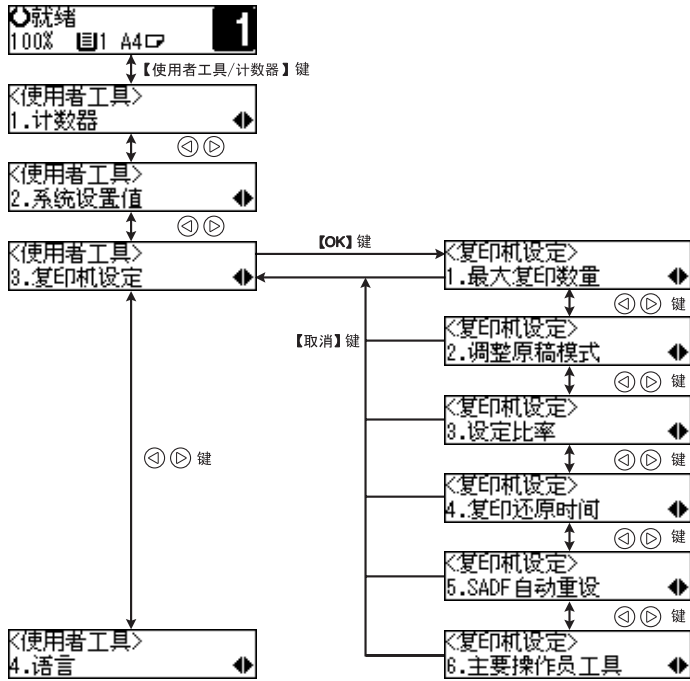 就绪
100% 1 A4 1
【使用者工具/计数器】键
<使用者工具>
1.计数器
<使用者工具>
2.系统设置值
<使用者工具>
3.复印机设定
【OK】键
<复印机设定>
1.最大复印数量
键
<复印机设定>
2.调整原稿模式
【取消】键
键
<复印机设定>
3.设定比率
键
键
<复印机设定>
4.复印还原时间
键
<复印机设定>
5.SADF自动重设
键
<使用者工具>
4.语言
<复印机设定>
6.主要操作员工具